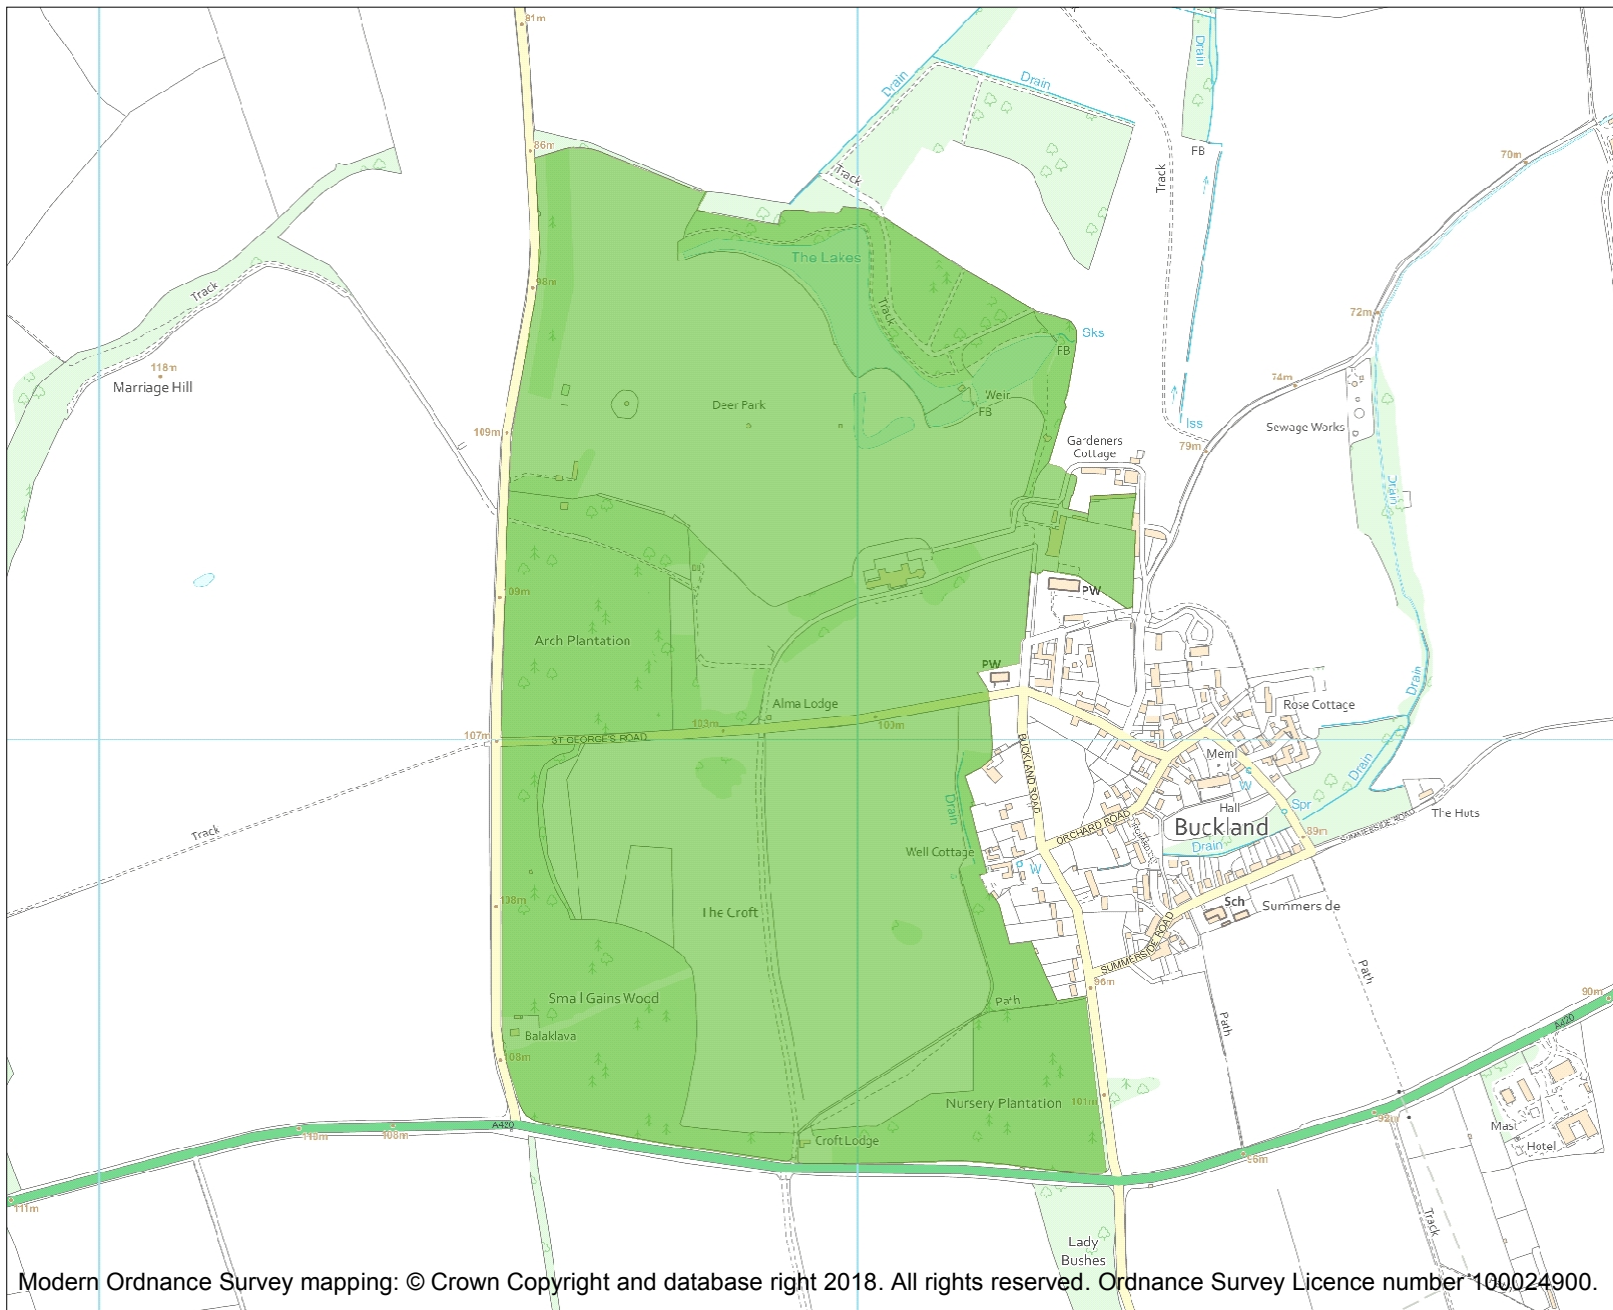 81m
Drain
Drain
Drain
86m
FB
Track
Track
70m
The Lakes
98m
Track
Track
72m
Sks
FB
118m
Marriage Hill
74m
Weir
FB
Deer Park
Iss
109m
Gardeners
Cottage
79m
Sewage Works
Drain
109m
PW
Arch Plantation
PW
Drain
Alma Lodge
Rose Cottage
103m
103m
107m
ST GEORGE'S ROAD
BUCKLAND ROAD
Meml
Drain
W
Drain
Hall
Spr
The Huts
ORCHARD ROAD
Buckland
SUMMERSIDE ROAD
89m
Track
Well Cottage
Drain
W
108m
The Croft
Sch
Summerside
SUMMERSIDE ROAD
Path
96m
Small Gains Wood
Path
90m
Path
A420
Balaklava
108m
Nursery Plantation
101m
92m
Mast
A420
118m
108m
Croft Lodge
Hotel
96m
111m
Track
Lady
Bushes
Modern Ordnance Survey mapping: © Crown Copyright and database right 2018. All rights reserved. Ordnance Survey Licence number 100024900.